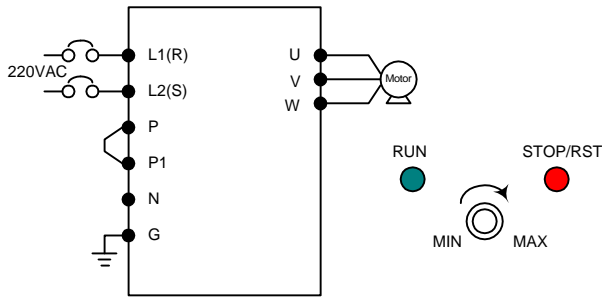 L1(R)
U
220VAC
Motor
V
L2(S)
W
P
P1
RUN
STOP/RST
N
G
MIN
MAX